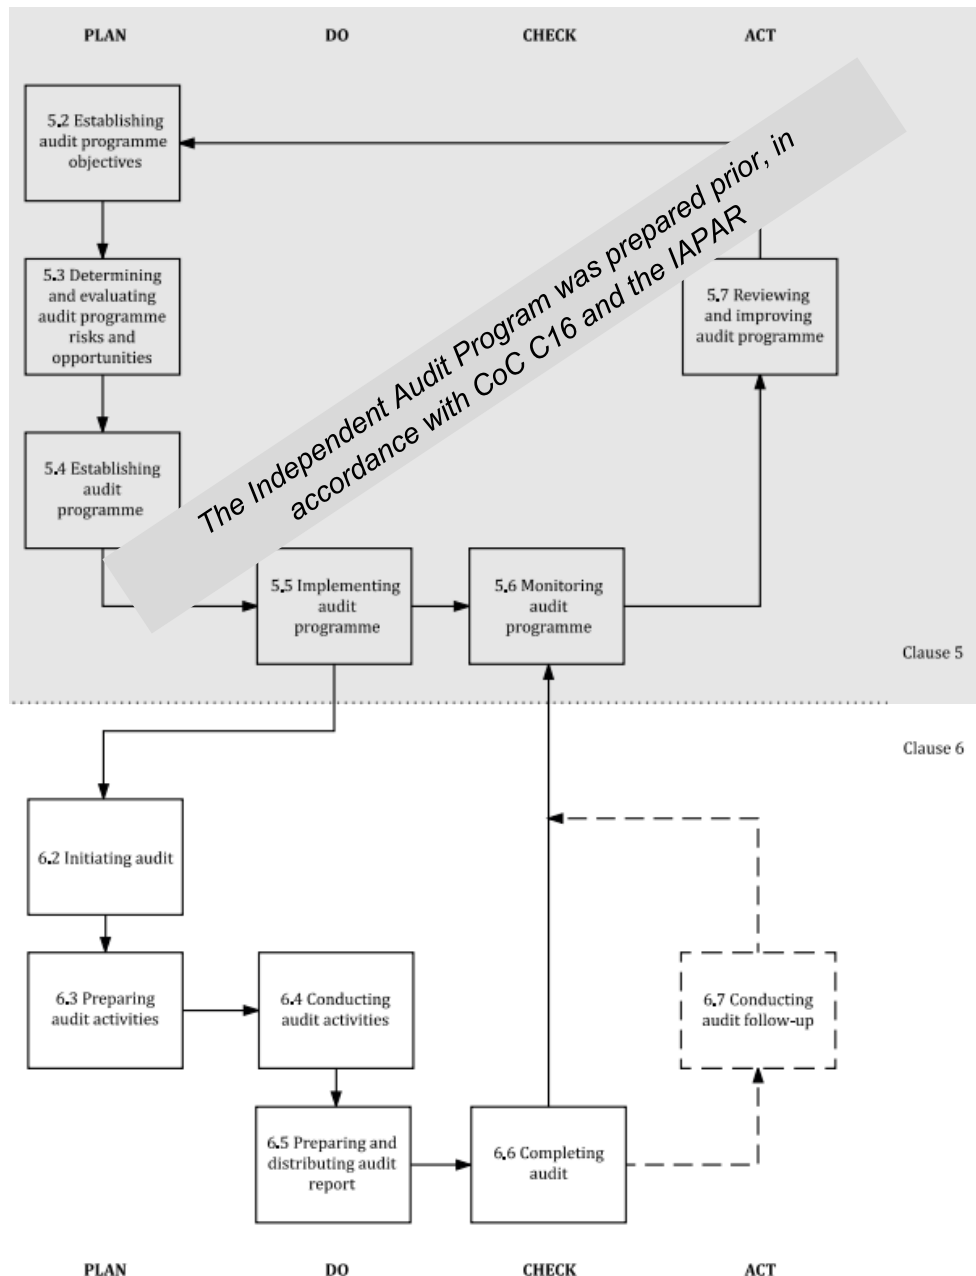 PLAN DO CHECK ACT
5.2 Establishing
audit programme
objectives
5.3 Determining
and evaluating
audit programme
risks and
opportunities
5.4 Establishing
audit
programme
The Independent Audit Program was prepared prior, in
accordance with CoC C16 and the IAPAR
5.7 Reviewing
and improving
audit programme
5.5 Implementing
audit
programme
5.6 Monitoring
audit
programme
Clause 5
Clause 6
6.2 Initiating audit
6.3 Preparing
audit activities
6.4 Conducting
audit activities
6.7 Conducting
audit follow-up
6.5 Preparing and
distributing audit
report
6.6 Completing
audit
PLAN DO CHECK ACT